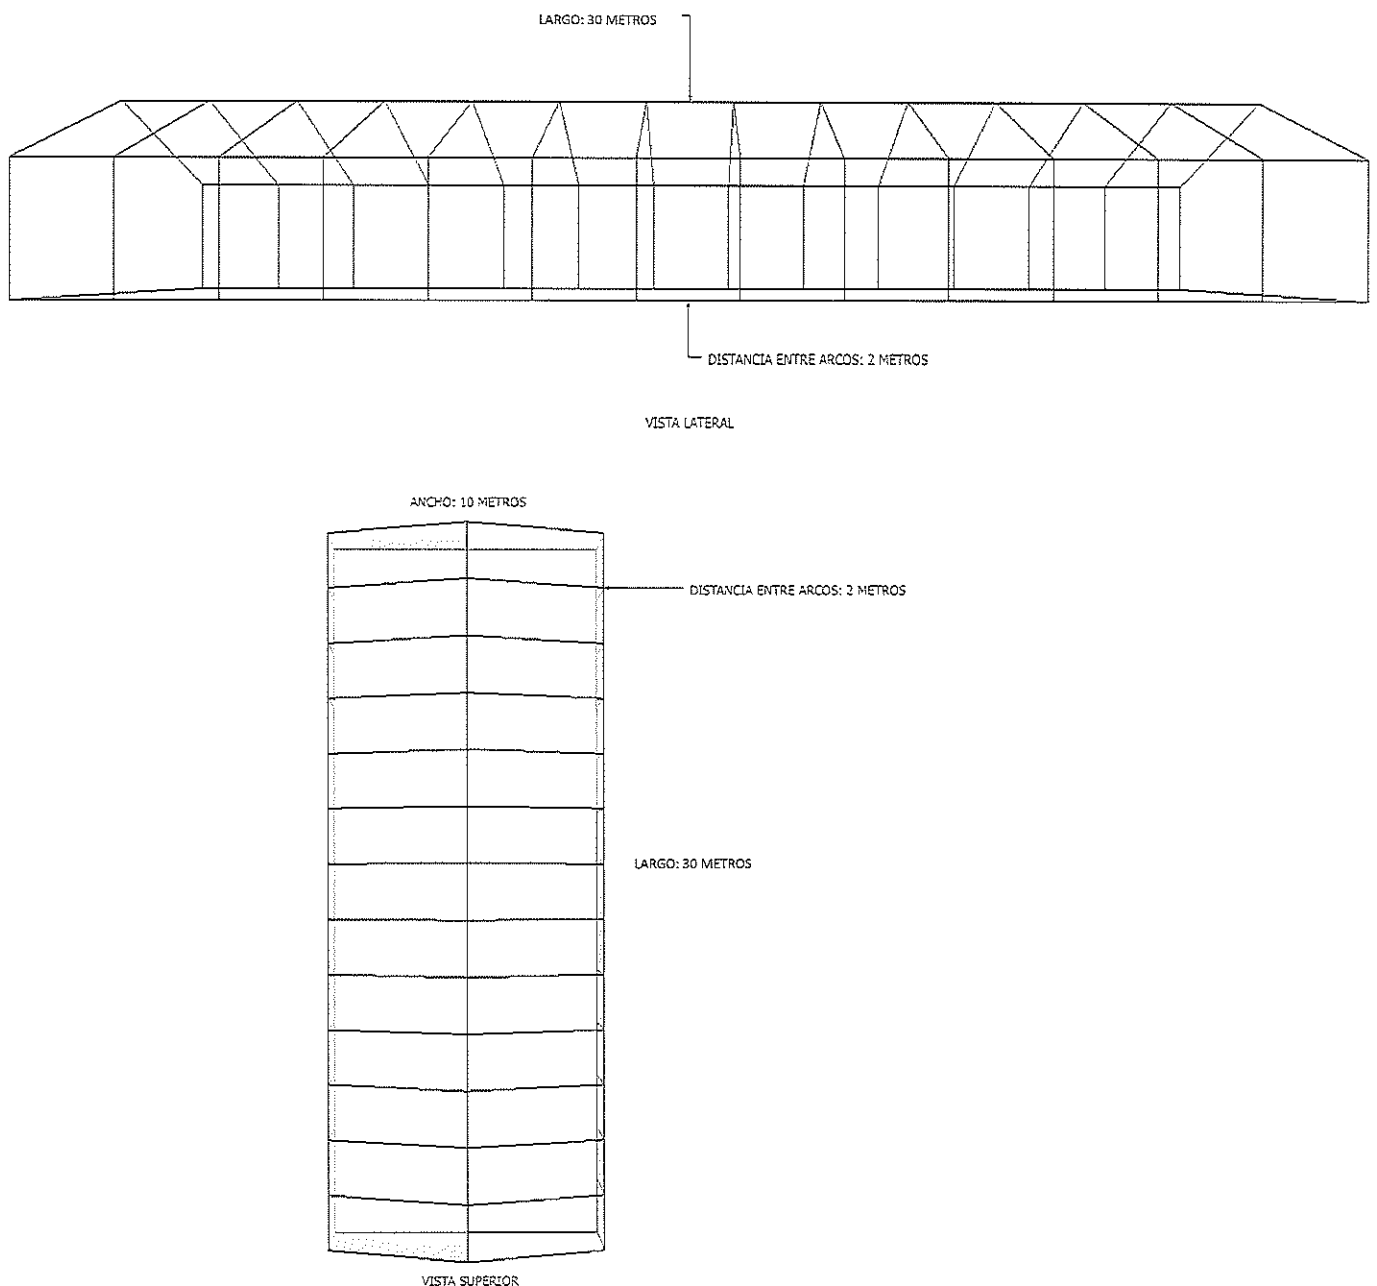 LARGO: 30 METROS
DISTANCIA ENTRE ARCOS: 2 METROS
VISTA LATERAL
ANCHO: 10 METROS
DISTANCIA ENTRE ARCOS: 2 METROS
LARGO: 30 METROS
VISTA SUPERIOR